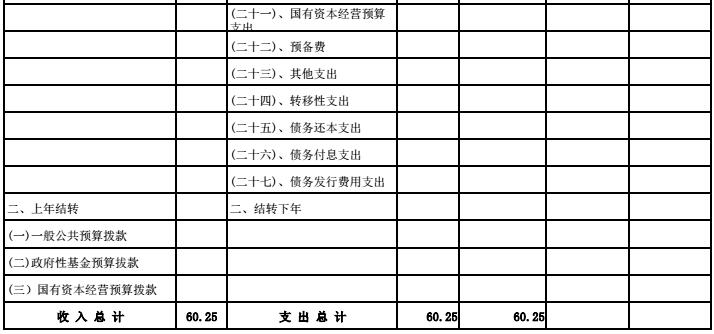 (二十一)、国有资本经营预算
支出
(二十二)、预备费
(二十三)、其他支出
(二十四)、转移性支出
(二十五)、债务还本支出
(二十六)、债务付息支出
(二十七)、债务发行费用支出
二、上年结转 二、结转下年
(一)一般公共预算拨款
(二)政府性基金预算拔款
(三）国有资本经营预算拨款
收 入 总 计 60.25 支 出 总 计 60.25 60.25